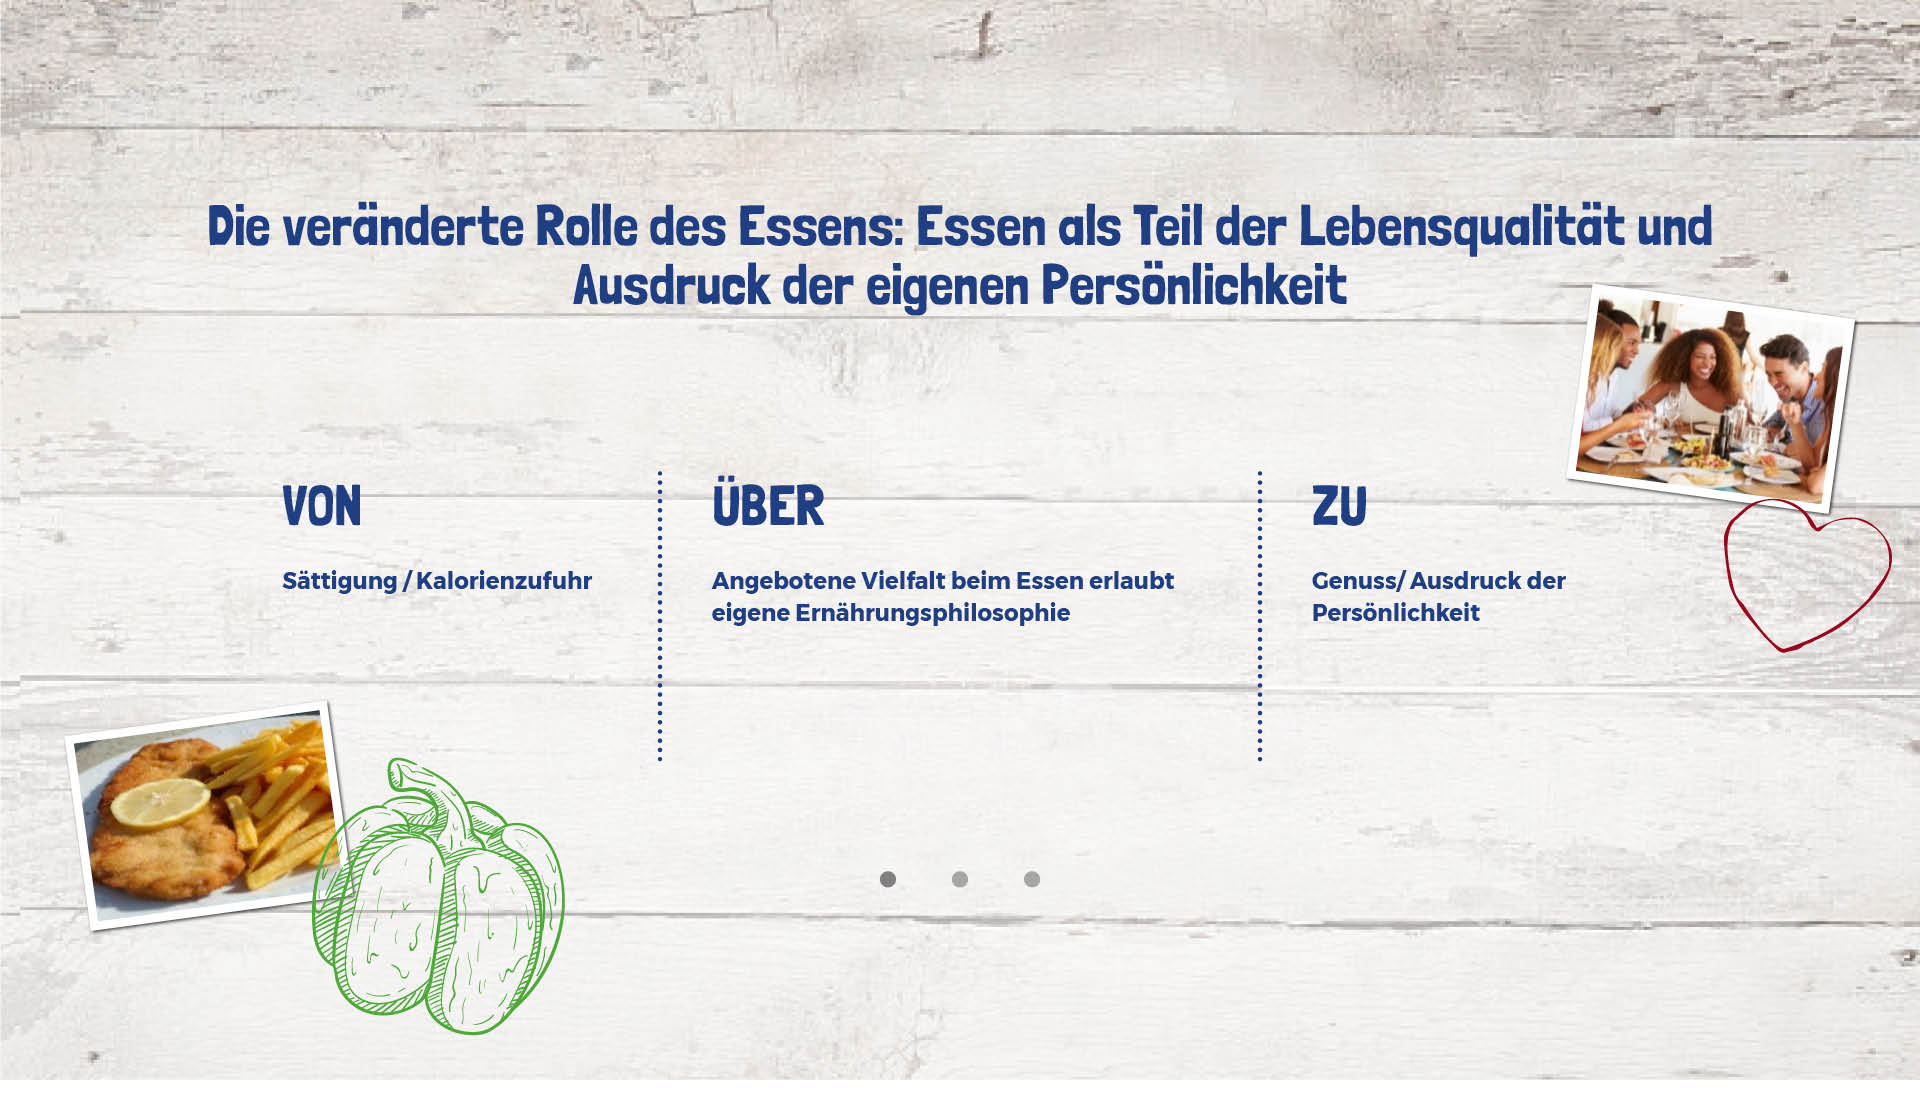 Die veränderte Rolle des Essens: Essen als Teil der Lebensqualität und
Ausdruck der eigenen Persönlichkeit
VON
Sättigung / Kalorienzufuhr
ÜBER
Angebotene Vielfalt beim Essen erlaubt
eigene Ernährungsphilosophie
ZU
Genuss/ Ausdruck der
Persönlichkeit